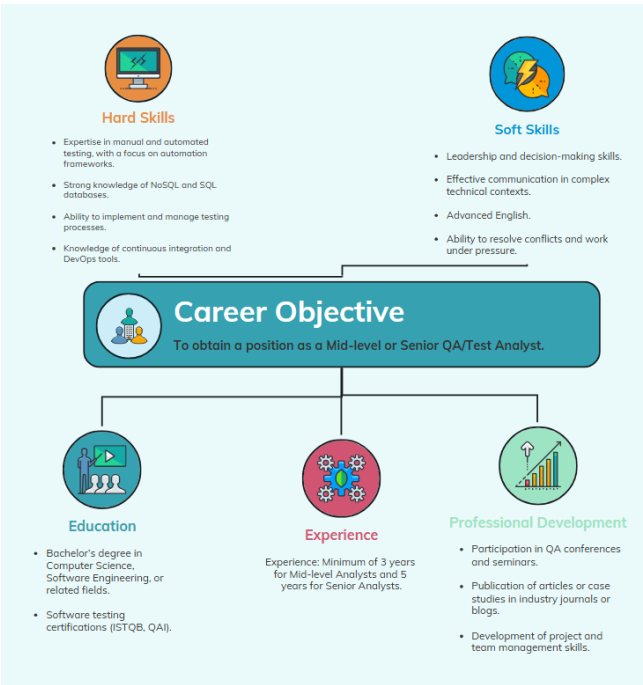 Hard Skills
• Expertise in manual and automated
testing, with a focus on automation
frameworks.
• Strong knowledge of NoSQL and SQL
databases.
• Ability to implement and manage testing
processes.
• Knowledge of continuous integration and
DevOps tools.
Soft Skills
• Leadership and decision-making skills.
• Effective communication in complex
technical contexts.
• Advanced English.
• Ability to resolve conflicts and work
under pressure.
Career Objective
To obtain a position as a Mid-level or Senior QA/Test Analyst.
Education
• Bachelor's degree in
Computer Science,
Software Engineering, or
related fields.
• Software testing
certifications (ISTQB, QAI).
Experience
Experience: Minimum of 3 years
for Mid-level Analysts and 5
years for Senior Analysts.
Professional Development
• Participation in QA conferences
and seminars.
• Publication of articles or case
studies in industry journals or
blogs.
• Development of project and
team management skills.